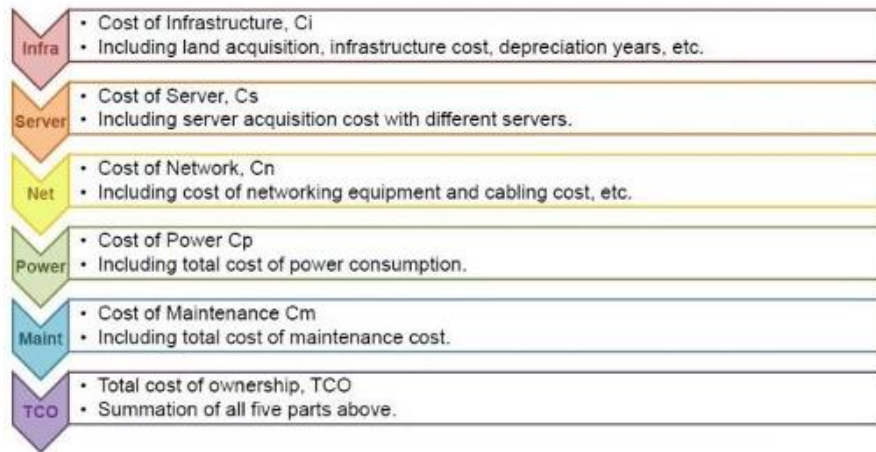 • Cost of Infrastructure, Ci
Infra
• Including land acquisition, infrastructure cost, depreciation years, etc.
• Cost of Server, Cs
Server
• Including server acquisition cost with different servers.
• Cost of Network, Cn
Net
• Including cost of networking equipment and cabling cost, etc.
• Cost of Power Cp
Power
• Including total cost of power consumption.
• Cost of Maintenance Cm
Maint
• Including total cost of maintenance cost.
• Total cost of ownership, TCO
TCO
• Summation of all five parts above.